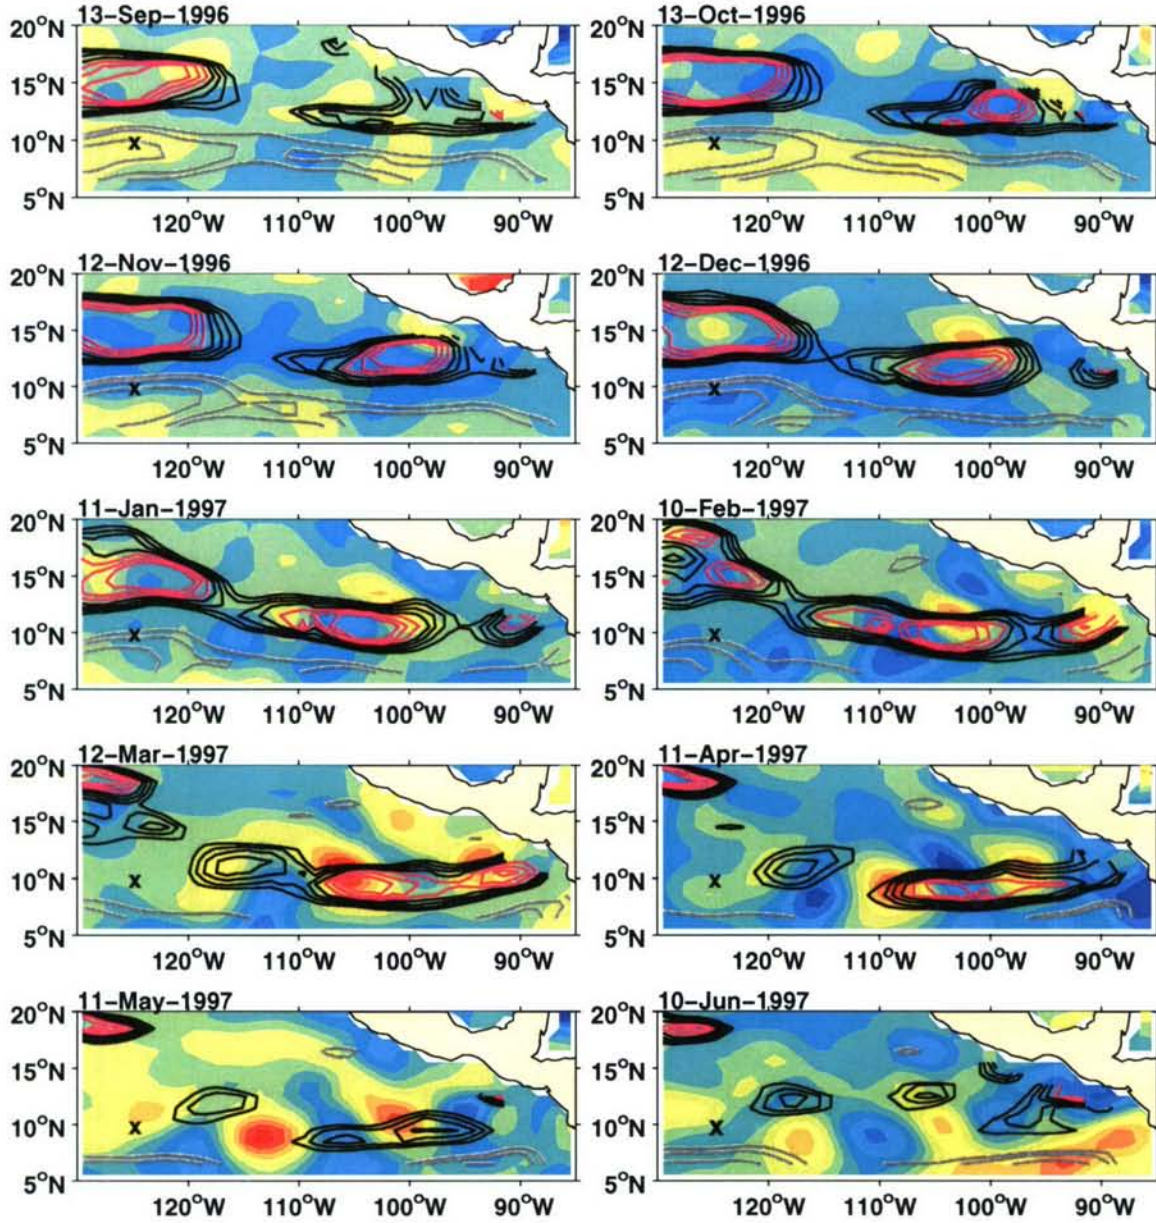 13-Sep-1996 13-Oct-1996
20°N 20°N
15°N 15°N
10°N x 10°N x
5°N 5°N
120°W 110°W 100°W 90°W 120°W 110°W 100°W 90°W
12-Nov-1996 12-Dec-1996
20°N 20°N
15°N 15°N
10°N x 10°N x
5°N 5°N
120°W 110°W 100°W 90°W 120°W 110°W 100°W 90°W
11-Jan-1997 10-Feb-1997
20°N 20°N
15°N 15°N
10°N x 10°N x
5°N 5°N
120°W 110°W 100°W 90°W 120°W 110°W 100°W 90°W
12-Mar-1997 11-Apr-1997
20°N 20°N
15°N 15°N
10°N x 10°N x
5°N 5°N
120°W 110°W 100°W 90°W 120°W 110°W 100°W 90°W
11-May-1997 10-Jun-1997
20°N 20°N
15°N 15°N
10°N x 10°N x
5°N 5°N
120°W 110°W 100°W 90°W 120°W 110°W 100°W 90°W